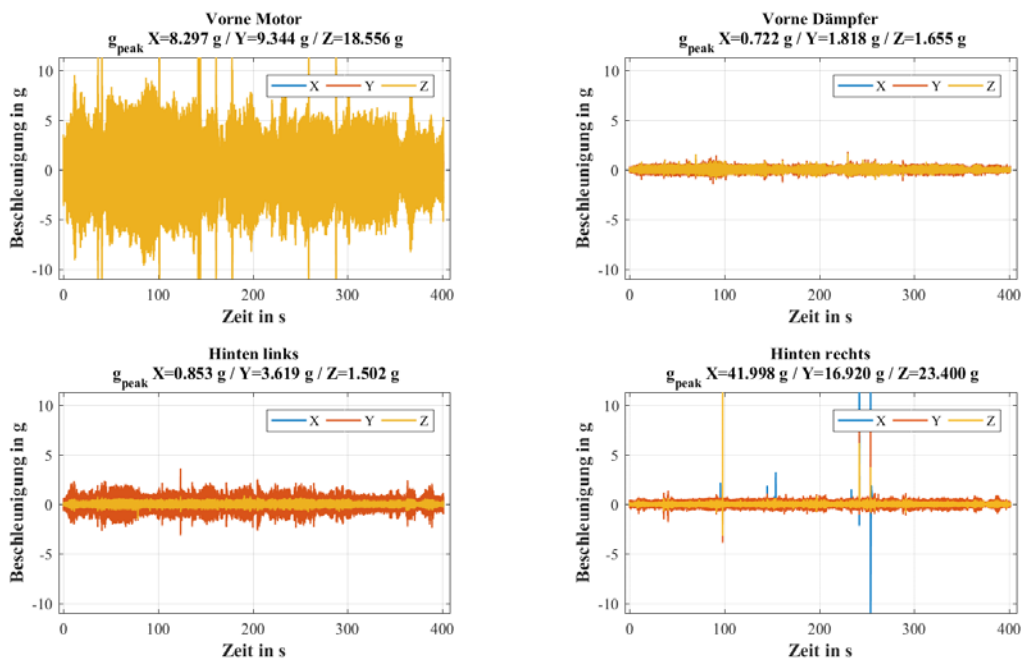 Vorne Motor
g_peak X=8.297 g / Y=9.344 g / Z=18.556 g
X Y Z
10
5
0
-5
-10
Beschleunigung in g
0 100 200 300 400
Zeit in s
Vorne Dämpfer
g_peak X=0.722 g / Y=1.818 g / Z=1.655 g
X Y Z
10
5
0
-5
-10
Beschleunigung in g
0 100 200 300 400
Zeit in s
Hinten links
g_peak X=0.853 g / Y=3.619 g / Z=1.502 g
X Y Z
10
5
0
-5
-10
Beschleunigung in g
0 100 200 300 400
Zeit in s
Hinten rechts
g_peak X=41.998 g / Y=16.920 g / Z=23.400 g
X Y Z
10
5
0
-5
-10
Beschleunigung in g
0 100 200 300 400
Zeit in s